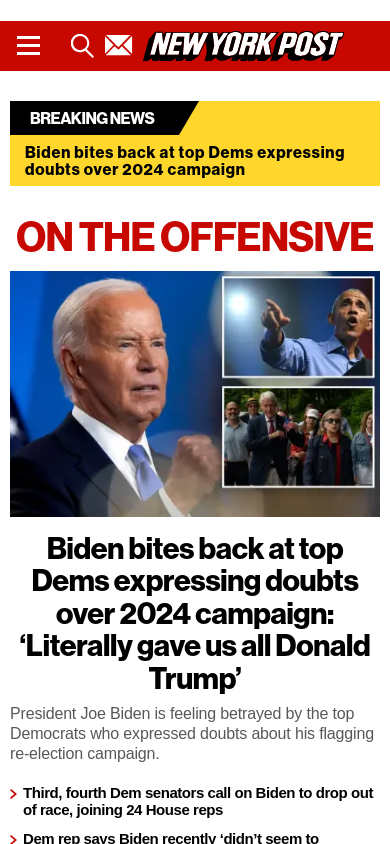 NEW YORK POST
BREAKING NEWS
Biden bites back at top Dems expressing
doubts over 2024 campaign
ON THE OFFENSIVE
Biden bites back at top
Dems expressing doubts
over 2024 campaign:
‘Literally gave us all Donald
Trump’
President Joe Biden is feeling betrayed by the top
Democrats who expressed doubts about his flagging
re-election campaign.
Third, fourth Dem senators call on Biden to drop out
of race, joining 24 House reps
Dem rep says Biden recently ‘didn’t seem to